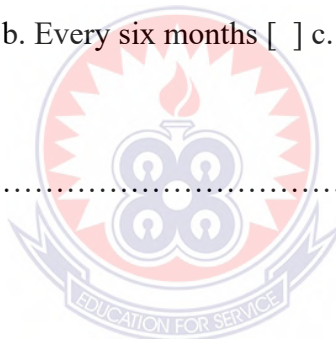 b. Every six months [ ] c.
....................................
EDUCATION FOR SERVICE